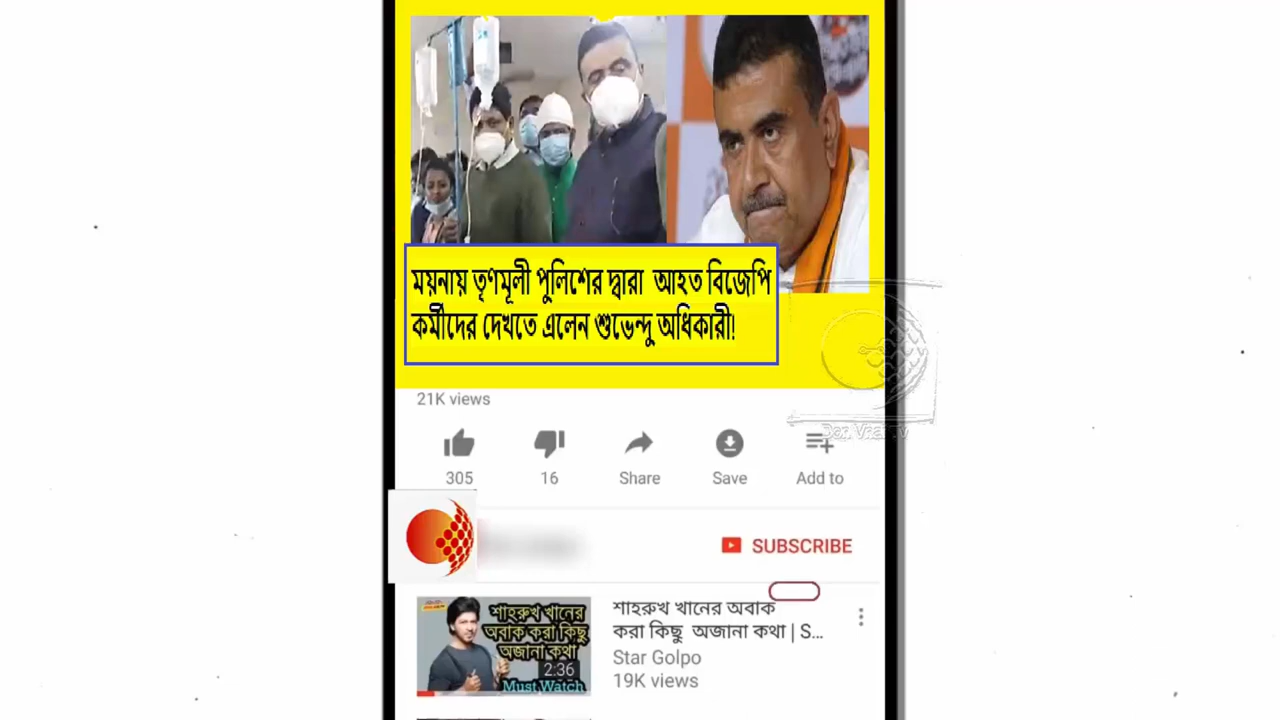 ময়নায় তৃণমূলী পুলিশের দ্বারা আহত বিজেপি
কর্মীদের দেখতে এলেন শুভেন্দু অধিকারী!
21K views
305
16
Share
Save
Add to
SUBSCRIBE
শাহরুখ খানের
অবাক করা কিছু
অজানা কথা
2:36
Must Watch
শাহরুখ খানের অবাক
করা কিছু অজানা কথা | S...
Star Golpo
19K views